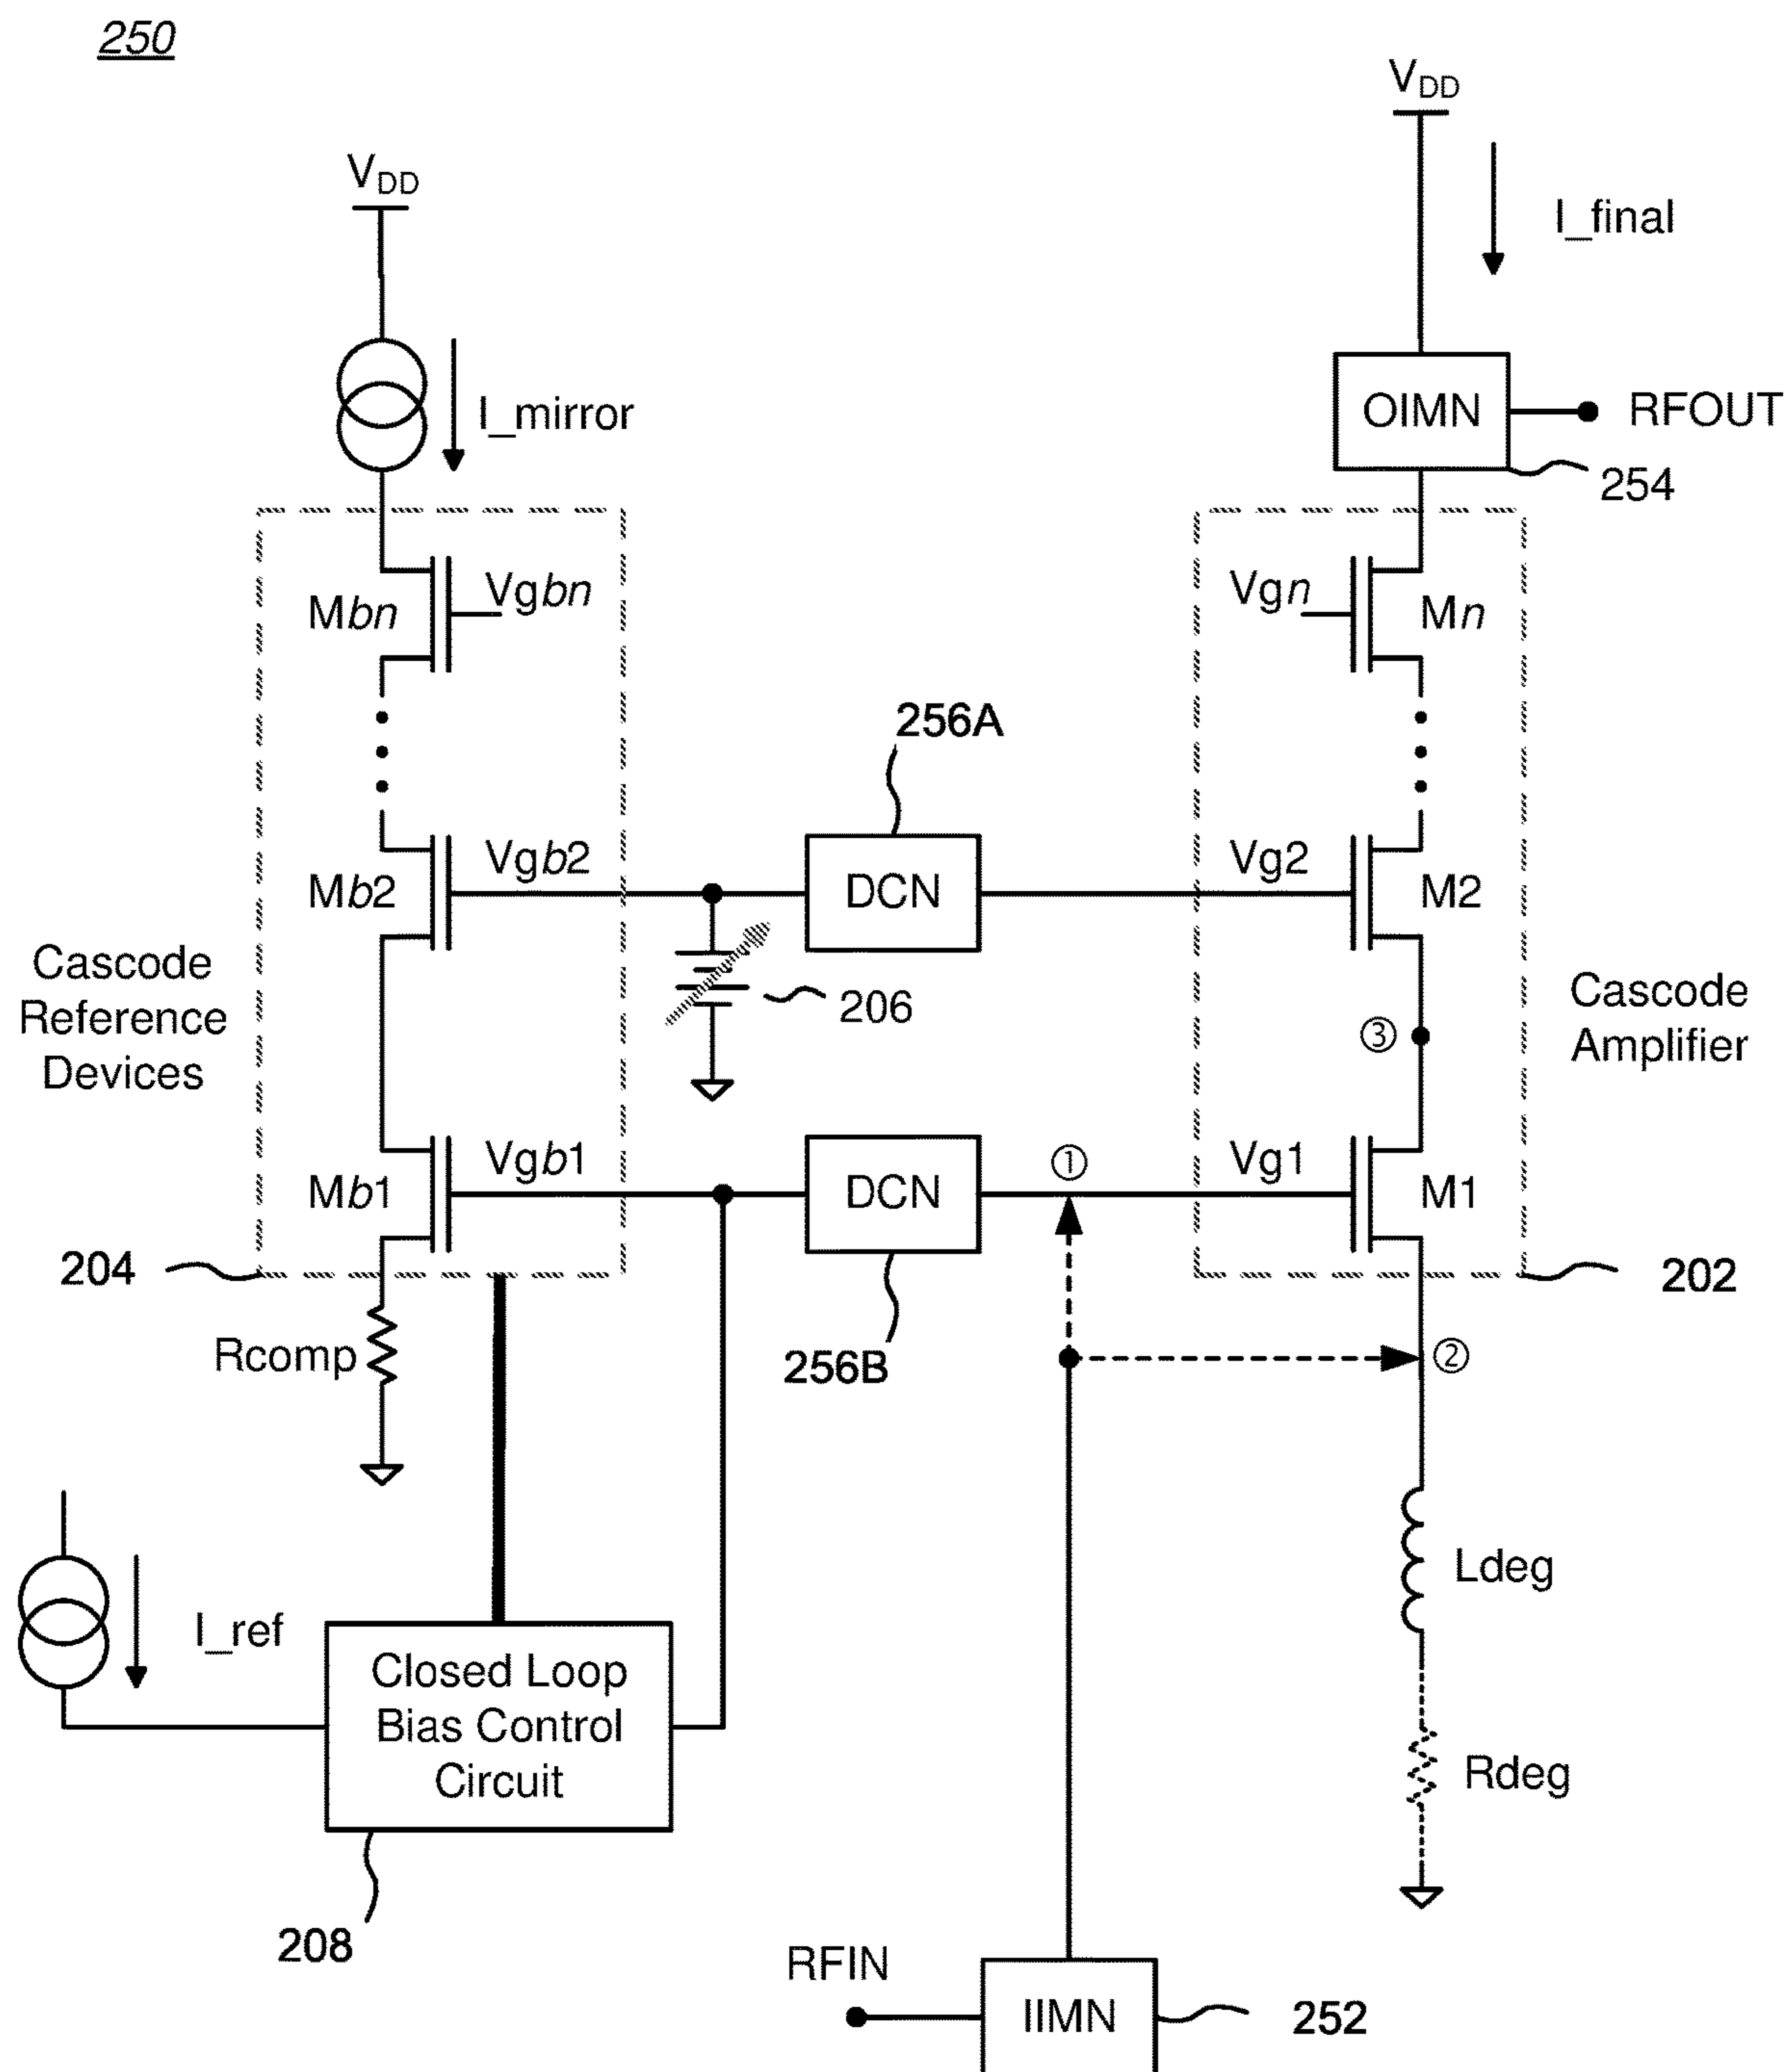 250
VDD
I_final
VDD
I_mirror
OIMN
RFOUT
254
Mbn
Vgbn
Vgn
Mn
256A
Mb2
Vgb2
DCN
Vg2
M2
Cascode
Reference
Devices
206
③
Cascode
Amplifier
Mb1
Vgb1
DCN
①
Vg1
M1
204
202
Rcomp
256B
②
I_ref
Closed Loop
Bias Control
Circuit
Ldeg
Rdeg
208
RFIN
IIMN
252